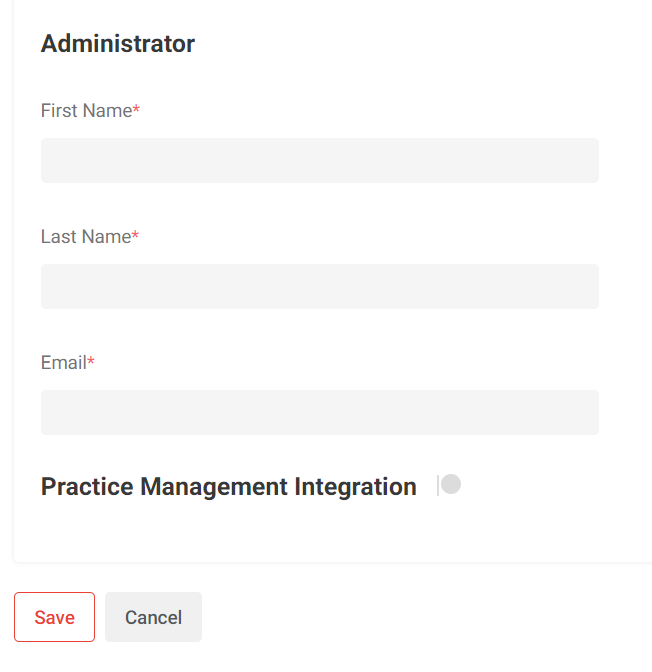 Administrator
First Name*
Last Name*
Email*
Practice Management Integration
Save Cancel